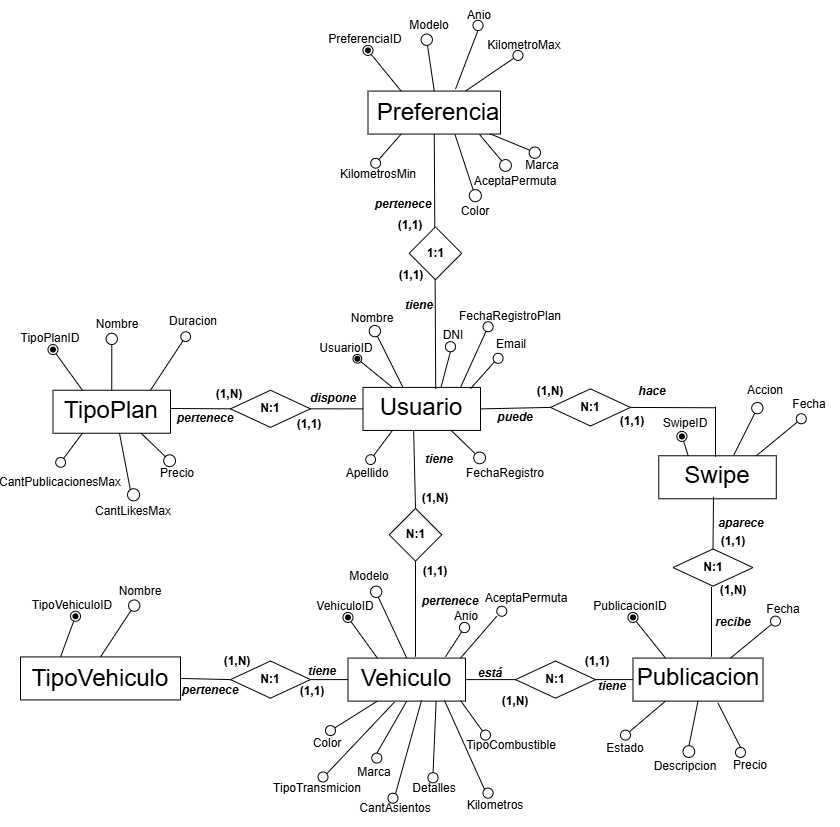 Anio
Modelo
PreferenciaID
KilometroMax
Preferencia
Marca
KilometrosMin
AceptaPermuta
pertenece
Color
(1,1)
1:1
(1,1)
tiene
Nombre
FechaRegistroPlan
Duracion
Nombre
TipoPlanID
DNI
Email
UsuarioID
(1,N)
dispone
(1,N)
hace
Accion
Fecha
TipoPlan
N:1
Usuario
N:1
pertenece
(1,1)
puede
(1,1)
SwipeID
tiene
Apellido
FechaRegistro
Precio
CantPublicacionesMax
CantLikesMax
Swipe
(1,N)
aparece
N:1
(1,1)
(1,1)
N:1
Modelo
Nombre
TipoVehiculoID
VehiculoID
pertenece
AceptaPermuta
Anio
(1,N)
PublicacionID
Fecha
recibe
(1,N)
tiene
está
(1,1)
TipoVehiculo
N:1
Vehiculo
N:1
Publicacion
pertenece
(1,1)
(1,N)
tiene
Color
TipoCombustible
Estado
Marca
Descripcion
Precio
TipoTransmicion
Detalles
CantAsientos
Kilometros